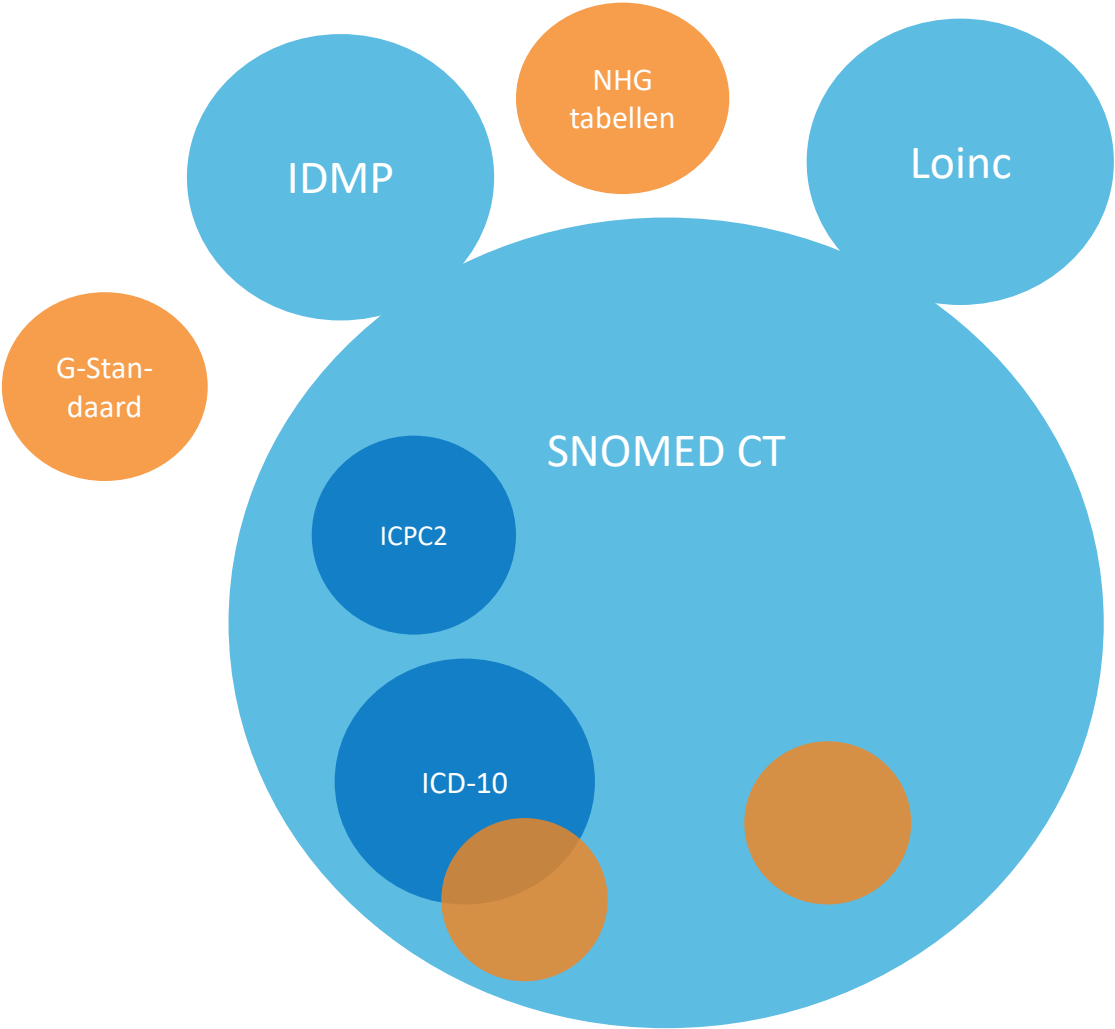 NHG
tabellen
IDMP
Loinc
G-Stan-
daard
SNOMED CT
ICPC2
ICD-10